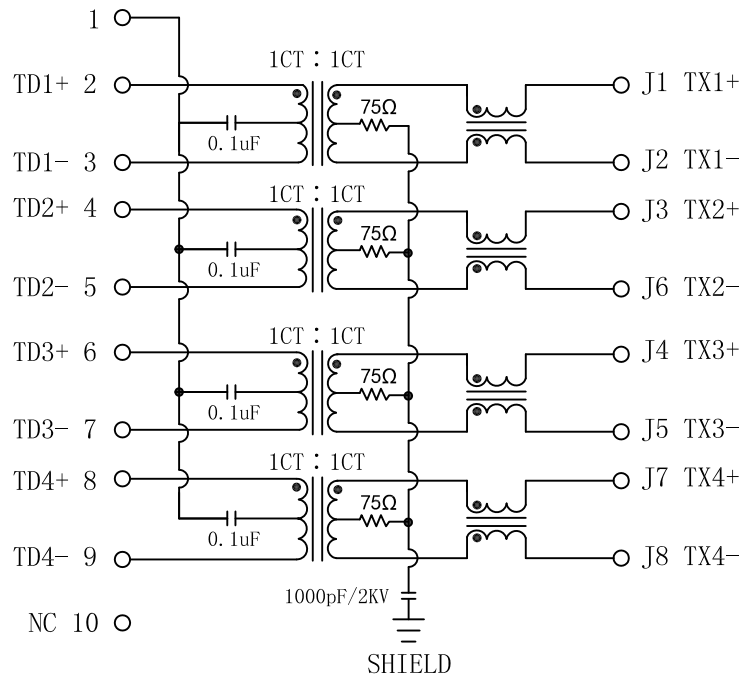 1
1CT : 1CT
TD1+ 2
75Ω
J1 TX1+
0.1uF
TD1- 3
J2 TX1-
1CT : 1CT
TD2+ 4
75Ω
J3 TX2+
0.1uF
TD2- 5
J6 TX2-
1CT : 1CT
TD3+ 6
75Ω
J4 TX3+
0.1uF
TD3- 7
J5 TX3-
1CT : 1CT
TD4+ 8
75Ω
J7 TX4+
0.1uF
TD4- 9
J8 TX4-
1000pF/2KV
NC 10
SHIELD